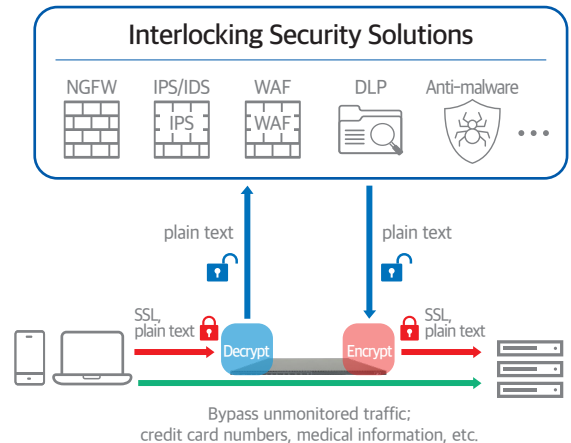 Interlocking Security Solutions
NGFW
IPS/IDS
WAF
DLP
Anti-malware
IPS
WAF
plain text
plain text
SSL,
plain text
SSL,
plain text
Decrypt
Encrypt
Bypass unmonitored traffic;
credit card numbers, medical information, etc.